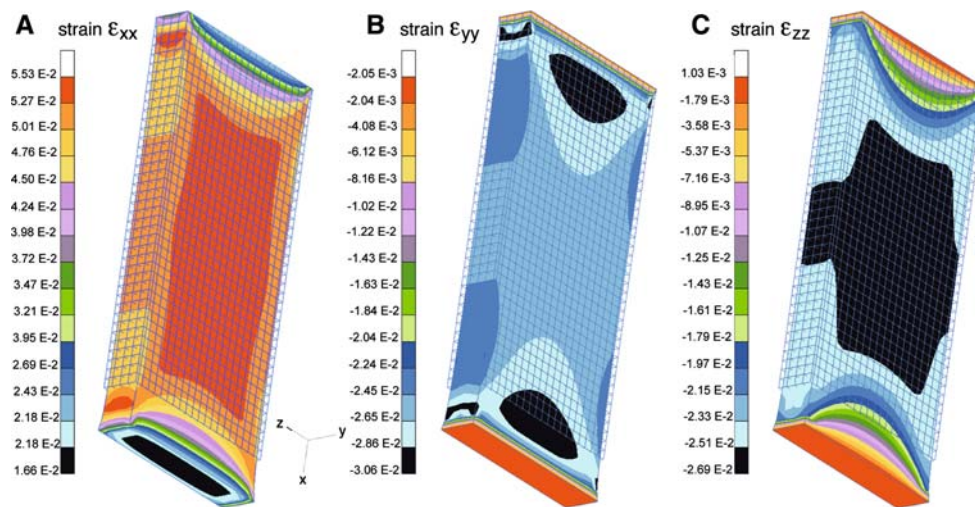 A strain εxx
5.53 E-2
5.27 E-2
5.01 E-2
4.76 E-2
4.50 E-2
4.24 E-2
3.98 E-2
3.72 E-2
3.47 E-2
3.21 E-2
3.95 E-2
2.69 E-2
2.43 E-2
2.18 E-2
2.18 E-2
1.66 E-2
z y
x
B strain εyy
-2.05 E-3
-2.04 E-3
-4.08 E-3
-6.12 E-3
-8.16 E-3
-1.02 E-2
-1.22 E-2
-1.43 E-2
-1.63 E-2
-1.84 E-2
-2.04 E-2
-2.24 E-2
-2.45 E-2
-2.65 E-2
-2.86 E-2
-3.06 E-2
C strain εzz
1.03 E-3
-1.79 E-3
-3.58 E-3
-5.37 E-3
-7.16 E-3
-8.95 E-3
-1.07 E-2
-1.25 E-2
-1.43 E-2
-1.61 E-2
-1.79 E-2
-1.97 E-2
-2.15 E-2
-2.33 E-2
-2.51 E-2
-2.69 E-2